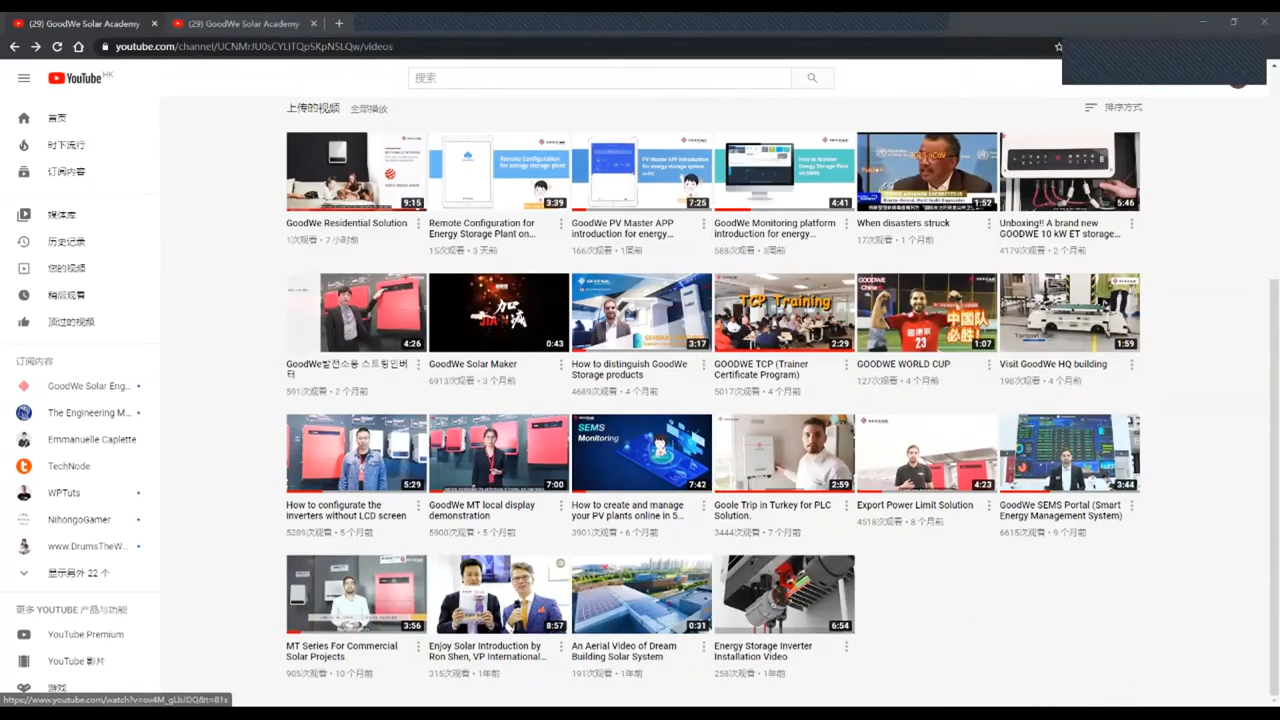 (29) GoodWe Solar Academy
(29) GoodWe Solar Academy
youtube.com/channel/UCNMrJU0sCYLITQp5KpNSLQw/videos
YouTube HK
搜索
首页
时下流行
订阅内容
媒体库
历史记录
您的视频
稍后观看
顶过的视频
订阅内容
GoodWe Solar Eng...
The Engineering M...
Emmanuelle Caplette
TechNode
WPTuts
NihongoGamer
www.DrumsTheW...
显示另外 22 个
更多 YOUTUBE 产品与功能
YouTube Premium
YouTube 影片
游戏
上传的视频 全部播放
排序方式
9:15
Remote Configuration
for energy storage plant
3:39
PV Master APP introduction
7:25
How to Monitor
Energy Storage Plant
on SEMS
4:41
1:52
5:46
GoodWe Residential Solution
1次观看 • 7 小时前
Remote Configuration for
Energy Storage Plant on...
15次观看 • 3 天前
GoodWe PV Master APP
introduction for energy...
166次观看 • 1周前
GoodWe Monitoring platform
introduction for energy...
588次观看 • 3周前
When disasters struck
17次观看 • 1 个月前
Unboxing!! A brand new
GOODWE 10 kW ET storage...
4179次观看 • 2 个月前
4:26
0:43
3:17
TCP Training
2:29
GOODWE
China
23
中国队
必胜!
1:07
1:59
GoodWe발전소용 스트링인버
터
591次观看 • 2 个月前
GoodWe Solar Maker
6913次观看 • 3 个月前
How to distinguish GoodWe
Storage products
4689次观看 • 4 个月前
GOODWE TCP (Trainer
Certificate Program)
5017次观看 • 4 个月前
GOODWE WORLD CUP
127次观看 • 4 个月前
Visit GoodWe HQ building
198次观看 • 4 个月前
5:29
7:00
SEMS
Monitoring
7:42
2:59
4:23
3:44
How to configurate the
inverters without LCD screen
5289次观看 • 5 个月前
GoodWe MT local display
demonstration
5900次观看 • 5 个月前
How to create and manage
your PV plants online in 5...
3901次观看 • 6 个月前
Goole Trip in Turkey for PLC
Solution.
3444次观看 • 7 个月前
Export Power Limit Solution
4518次观看 • 8 个月前
GoodWe SEMS Portal (Smart
Energy Management System)
6615次观看 • 9 个月前
3:56
8:57
0:31
6:54
MT Series For Commercial
Solar Projects
905次观看 • 10 个月前
Enjoy Solar Introduction by
Ron Shen, VP International...
315次观看 • 1年前
An Aerial Video of Dream
Building Solar System
191次观看 • 1年前
Energy Storage Inverter
Installation Video
258次观看 • 1年前
https://www.youtube.com/watch?v=ov4M_gLbJDQ&t=81s